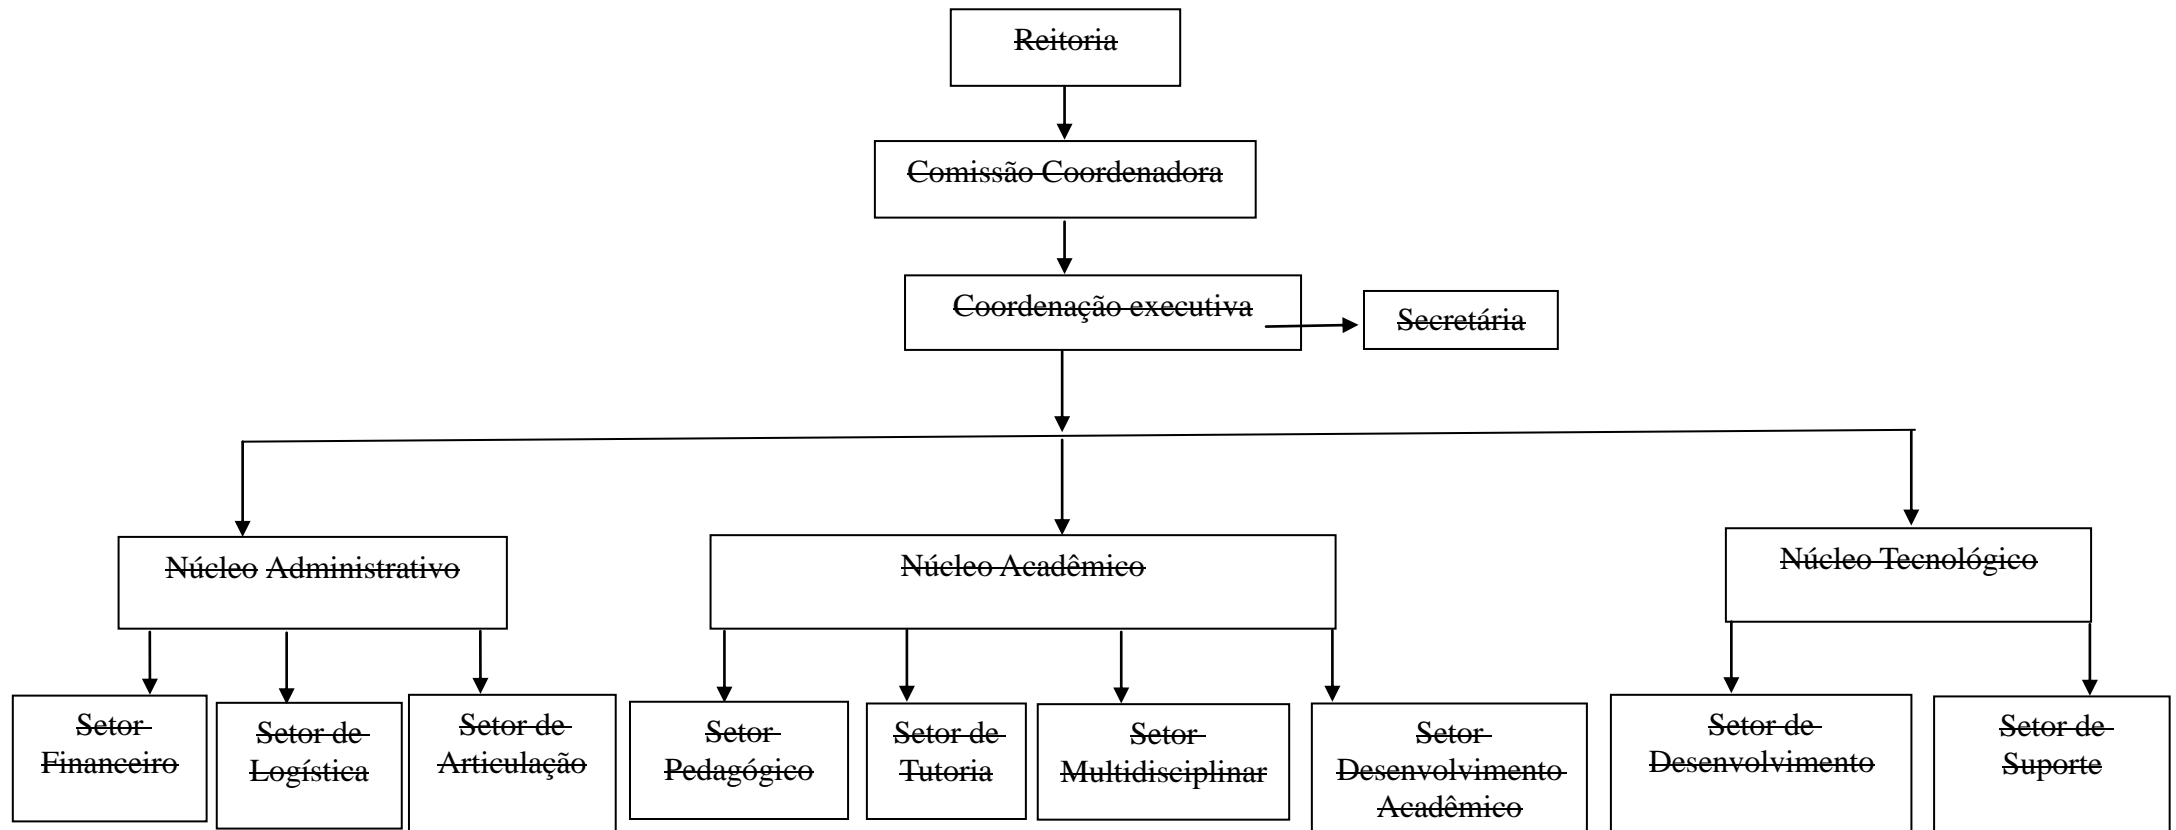 Reitoria
Comissão Coordenadora
Coordenação executiva
Secretária
Núcleo Administrativo
Núcleo Acadêmico
Núcleo Tecnológico
Setor
Financeiro
Setor de
Logística
Setor de
Articulação
Setor
Pedagógico
Setor de
Tutoria
Setor
Multidisciplinar
Setor
Desenvolvimento
Acadêmico
Setor de
Desenvolvimento
Setor de
Suporte